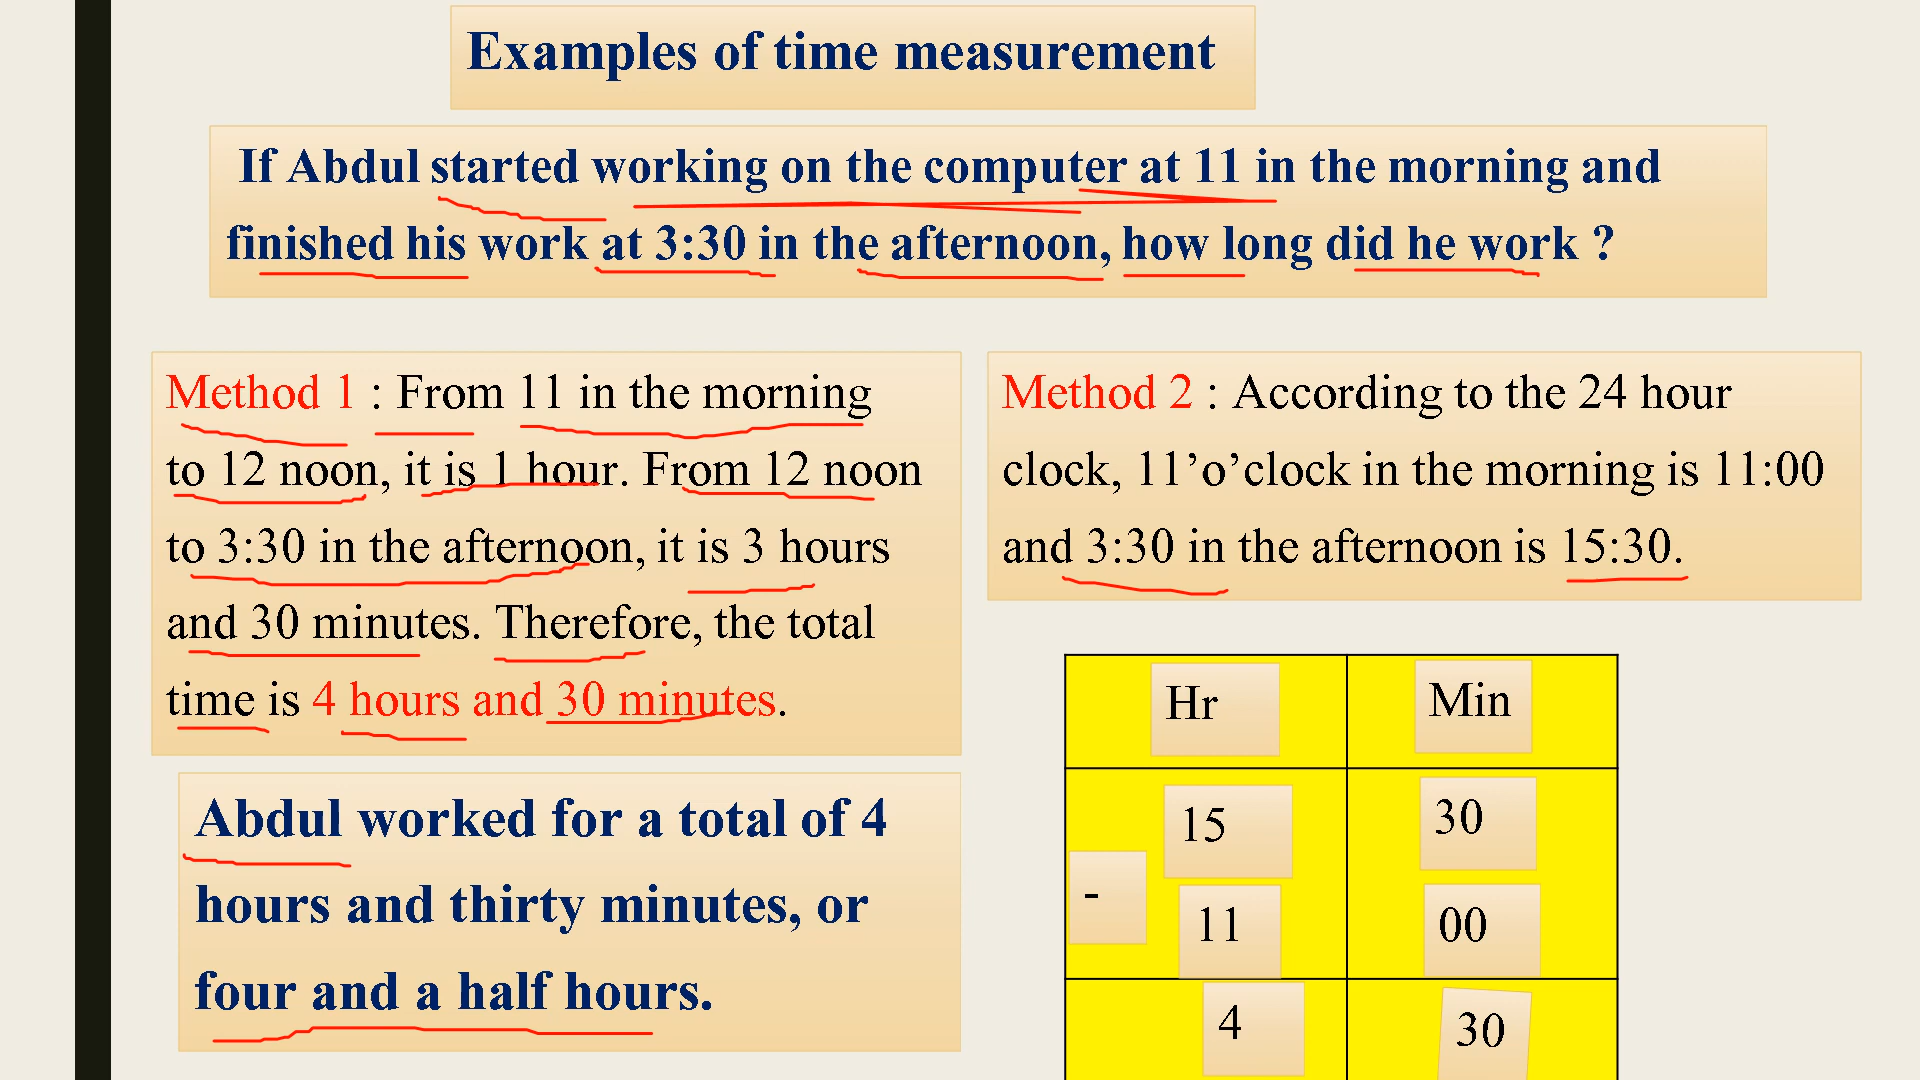 Examples of time measurement
If Abdul started working on the computer at 11 in the morning and
finished his work at 3:30 in the afternoon, how long did he work ?
Method 1 : From 11 in the morning
to 12 noon, it is 1 hour. From 12 noon
to 3:30 in the afternoon, it is 3 hours
and 30 minutes. Therefore, the total
time is 4 hours and 30 minutes.
Abdul worked for a total of 4
hours and thirty minutes, or
four and a half hours.
Method 2 : According to the 24 hour
clock, 11’o’clock in the morning is 11:00
and 3:30 in the afternoon is 15:30.
Hr Min
15 30
- 11 00
4 30